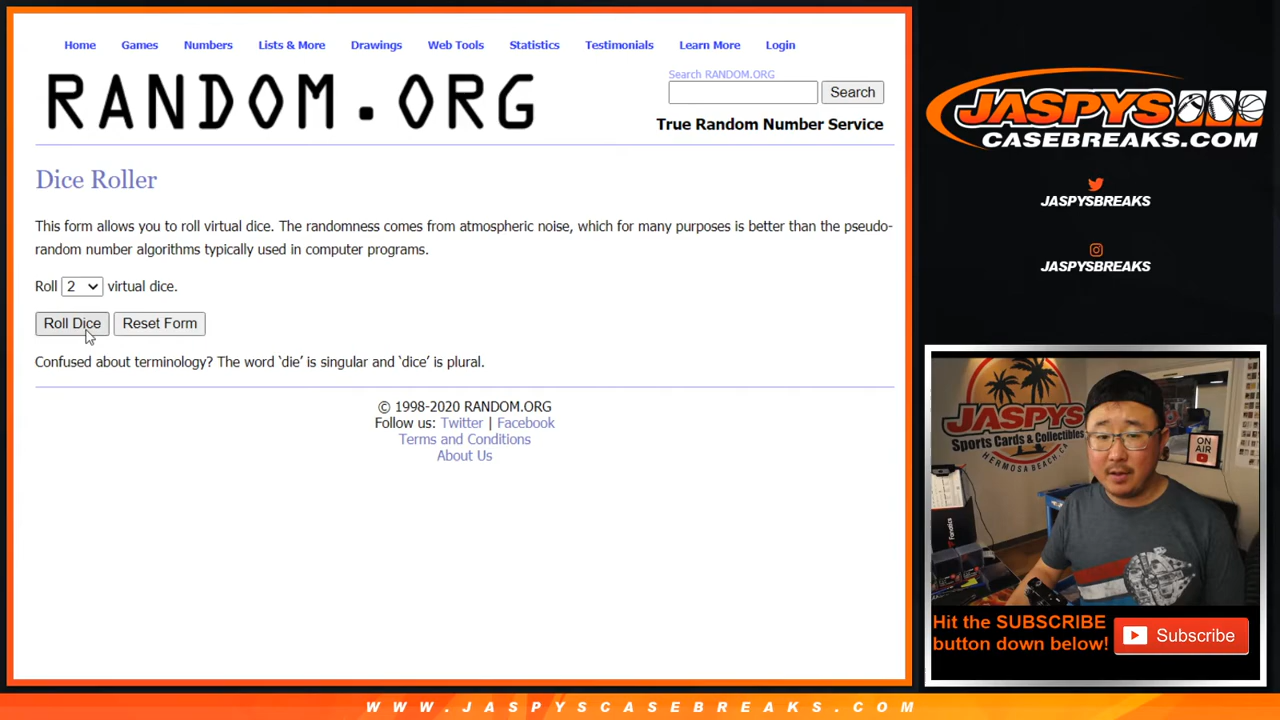 Home Games Numbers Lists & More Drawings Web Tools Statistics Testimonials Learn More Login
RANDOM.ORG
Search RANDOM.ORG
Search
True Random Number Service
Dice Roller
This form allows you to roll virtual dice. The randomness comes from atmospheric noise, which for many purposes is better than the pseudo-
random number algorithms typically used in computer programs.
Roll 2 virtual dice.
Roll Dice Reset Form
Confused about terminology? The word ‘die’ is singular and ‘dice’ is plural.
© 1998-2020 RANDOM.ORG
Follow us: Twitter | Facebook
Terms and Conditions
About Us
JASPYS
CASEBREAKS.COM
JASPYSBREAKS
JASPYSBREAKS
JASPYS
Sports Cards & Collectibles
HERMOSA BEACH, CA
ON
AIR
Fanatics
Hit the SUBSCRIBE
button down below!
Subscribe
WWW.JASPYSCASEBREAKS.COM